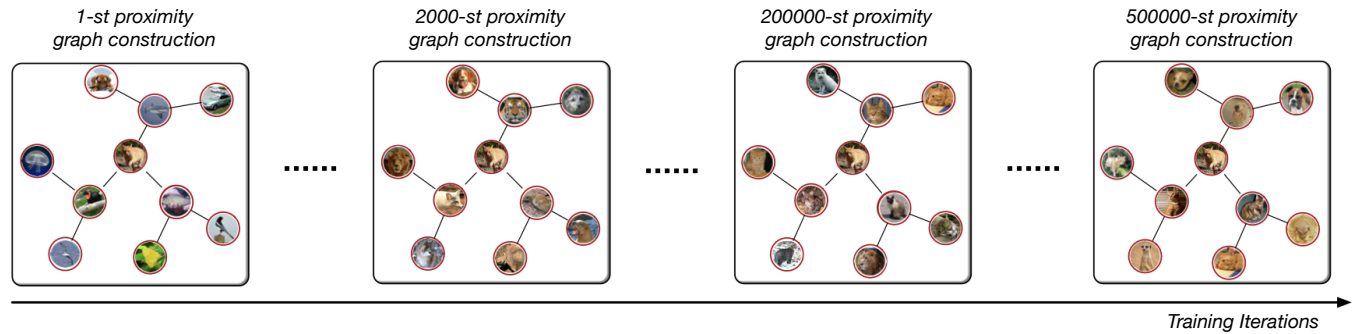 1-st proximity
graph construction
2000-st proximity
graph construction
200000-st proximity
graph construction
500000-st proximity
graph construction
Training Iterations